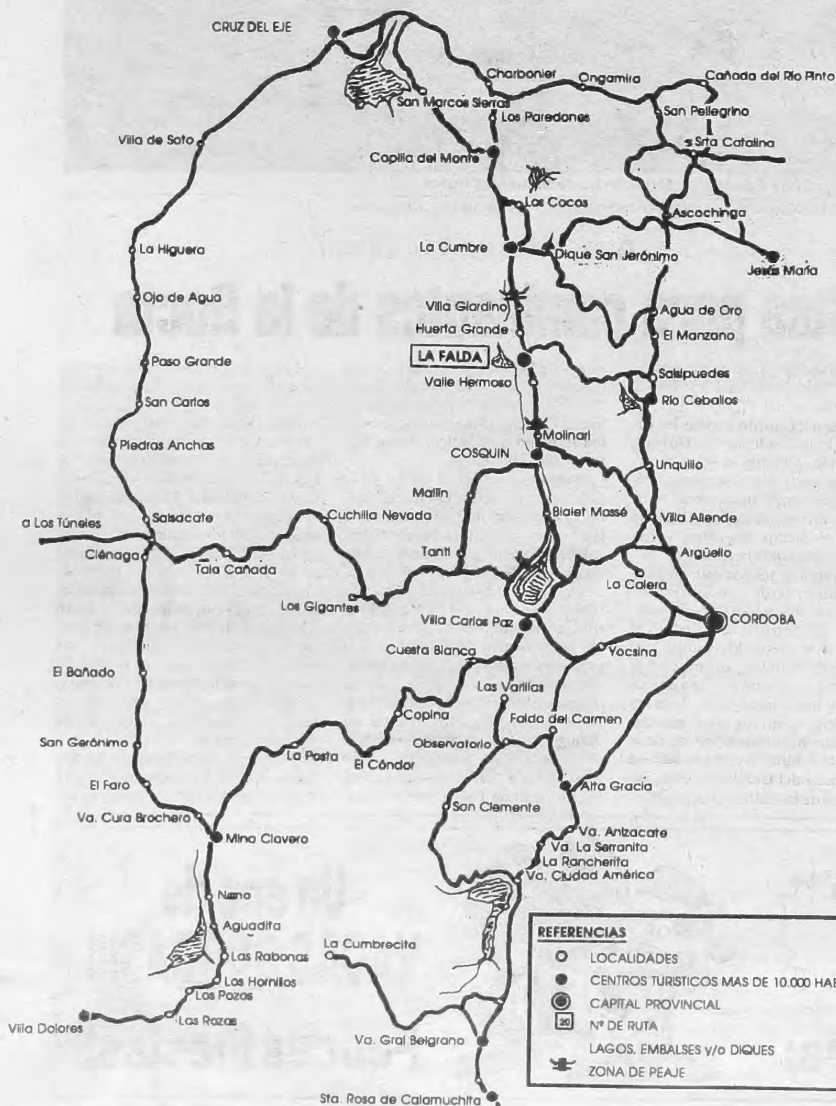 CRUZ DEL EJE
Charbonier
Ongamira
Cañada del Río Pinto
San Marcos Sierras
San Pellegrino
Los Paredones
Villa de Soto
Srta Catalina
Capilla del Monte
Los Cocos
Ascochinga
La Higuera
La Cumbre
Dique San Jerónimo
Jesús María
Ojo de Agua
Villa Giardino
Agua de Oro
Huerta Grande
El Manzano
LA FALDA
Paso Grande
Salsipuedes
Valle Hermoso
Río Ceballos
San Carlos
Molinari
Piedras Anchas
COSQUIN
Unquillo
Mallín
Salsacate
Cuchilla Nevada
Bialet Massé
Villa Allende
a Los Túneles
Ciénaga
Tala Cañada
Tanti
Argüello
La Calera
Los Gigantes
Villa Carlos Paz
CORDOBA
Cuesta Blanca
Yocsina
El Bañado
Las Varillas
Copina
Falda del Carmen
San Gerónimo
La Posta
El Cóndor
Observatorio
El Faro
Alta Gracia
San Clemente
Va. Cura Brochero
Va. Anizacate
Mina Clavero
Va. La Serranita
La Rancherita
Va. Ciudad América
Nono
Aguadita
La Cumbrecita
Las Rabonas
Los Hornillos
Los Pozos
Villa Dolores
Las Rozas
Va. Gral Belgrano
Sta. Rosa de Calamuchita
REFERENCIAS
LOCALIDADES
CENTROS TURISTICOS MAS DE 10.000 HAB
CAPITAL PROVINCIAL
20 Nº DE RUTA
LAGOS, EMBALSES y/o DIQUES
ZONA DE PEAJE